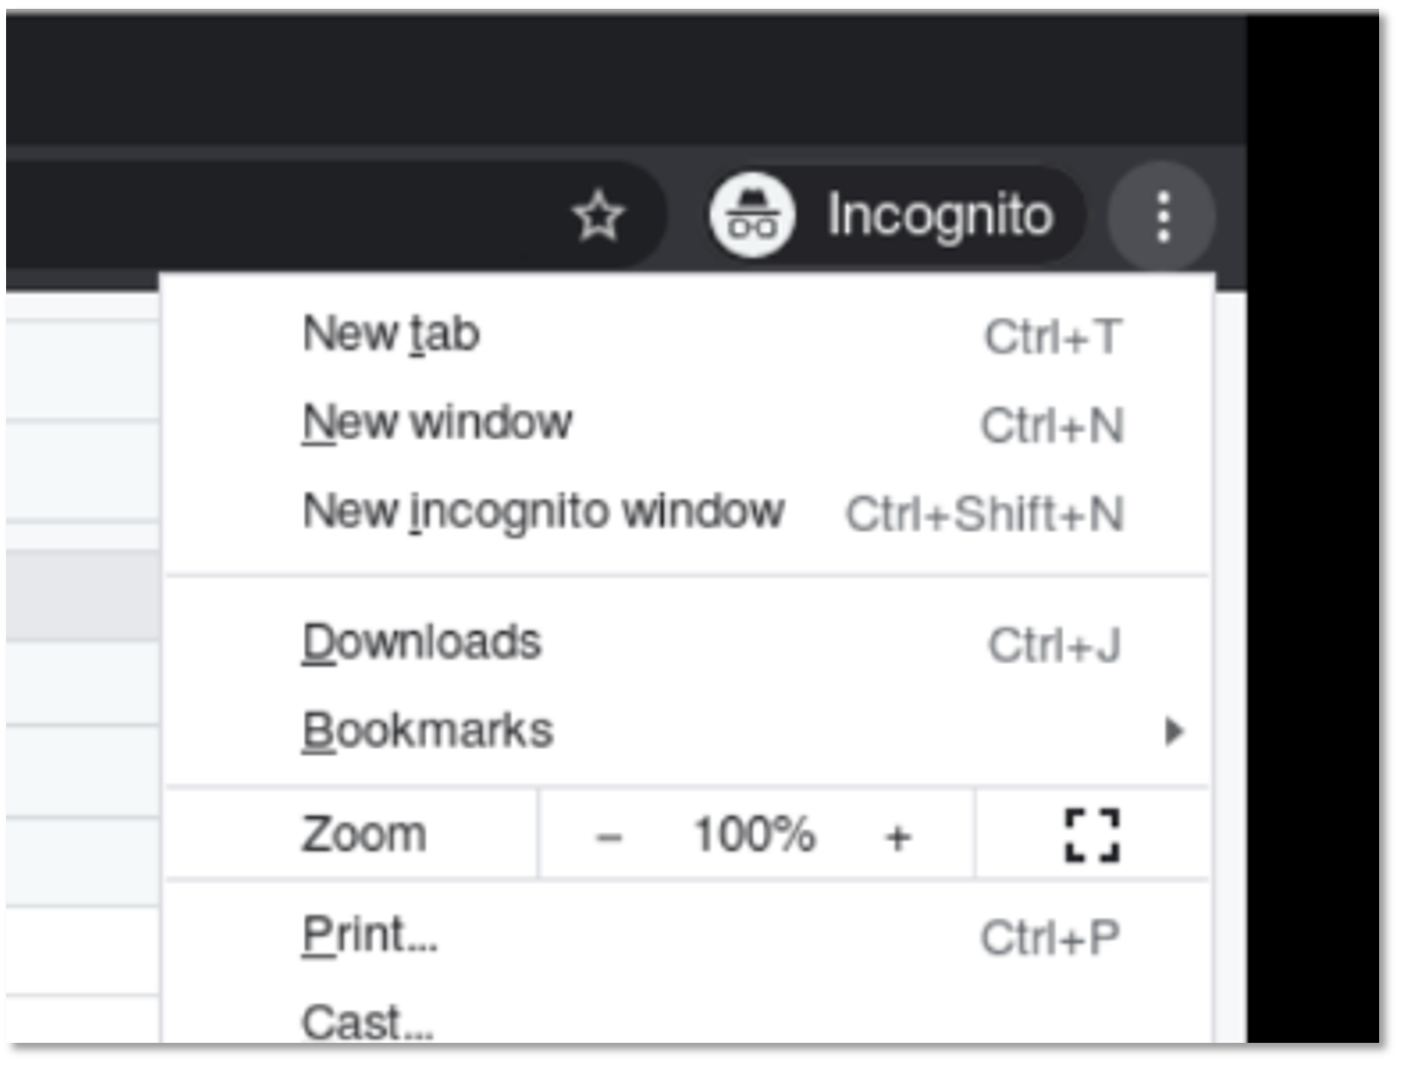 Incognito
New tab Ctrl+T
New window Ctrl+N
New incognito window Ctrl+Shift+N
Downloads Ctrl+J
Bookmarks
Zoom − 100% +
Print... Ctrl+P
Cast...